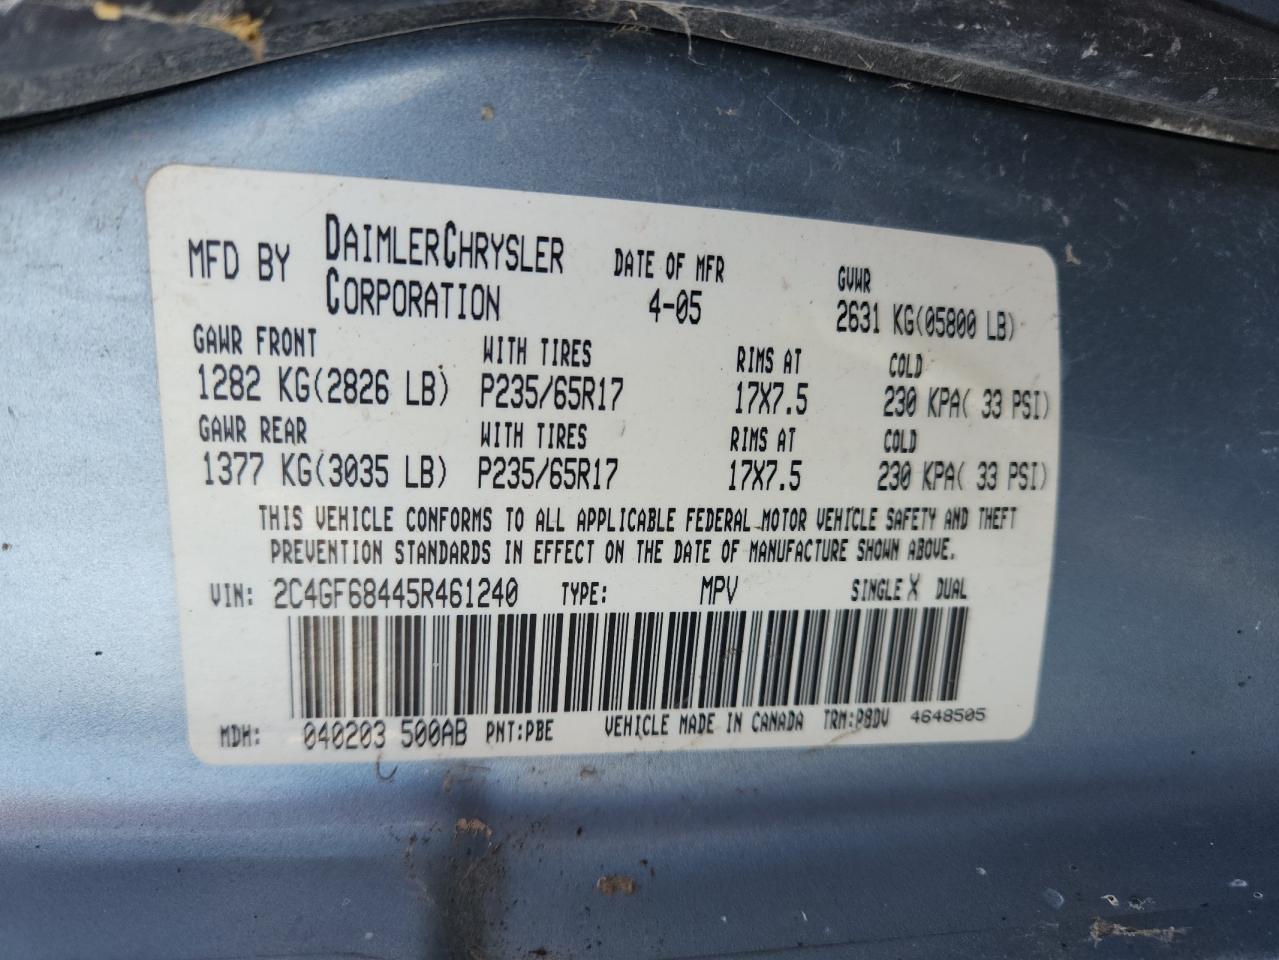 MFD BY DAIMLERCHRYSLER CORPORATION DATE OF MFR 4-05 GVWR 2631 KG(05800 LB)
GAWR FRONT WITH TIRES RIMS AT COLD
1282 KG(2826 LB) P235/65R17 17X7.5 230 KPA( 33 PSI)
GAWR REAR WITH TIRES RIMS AT COLD
1377 KG(3035 LB) P235/65R17 17X7.5 230 KPA( 33 PSI)
THIS VEHICLE CONFORMS TO ALL APPLICABLE FEDERAL MOTOR VEHICLE SAFETY AND THEFT
PREVENTION STANDARDS IN EFFECT ON THE DATE OF MANUFACTURE SHOWN ABOVE.
VIN: 2C4GF68445R461240 TYPE: MPV SINGLE X DUAL
MDH: 040203 500AB PNT:PBE VEHICLE MADE IN CANADA TRM:P8DV 4648505